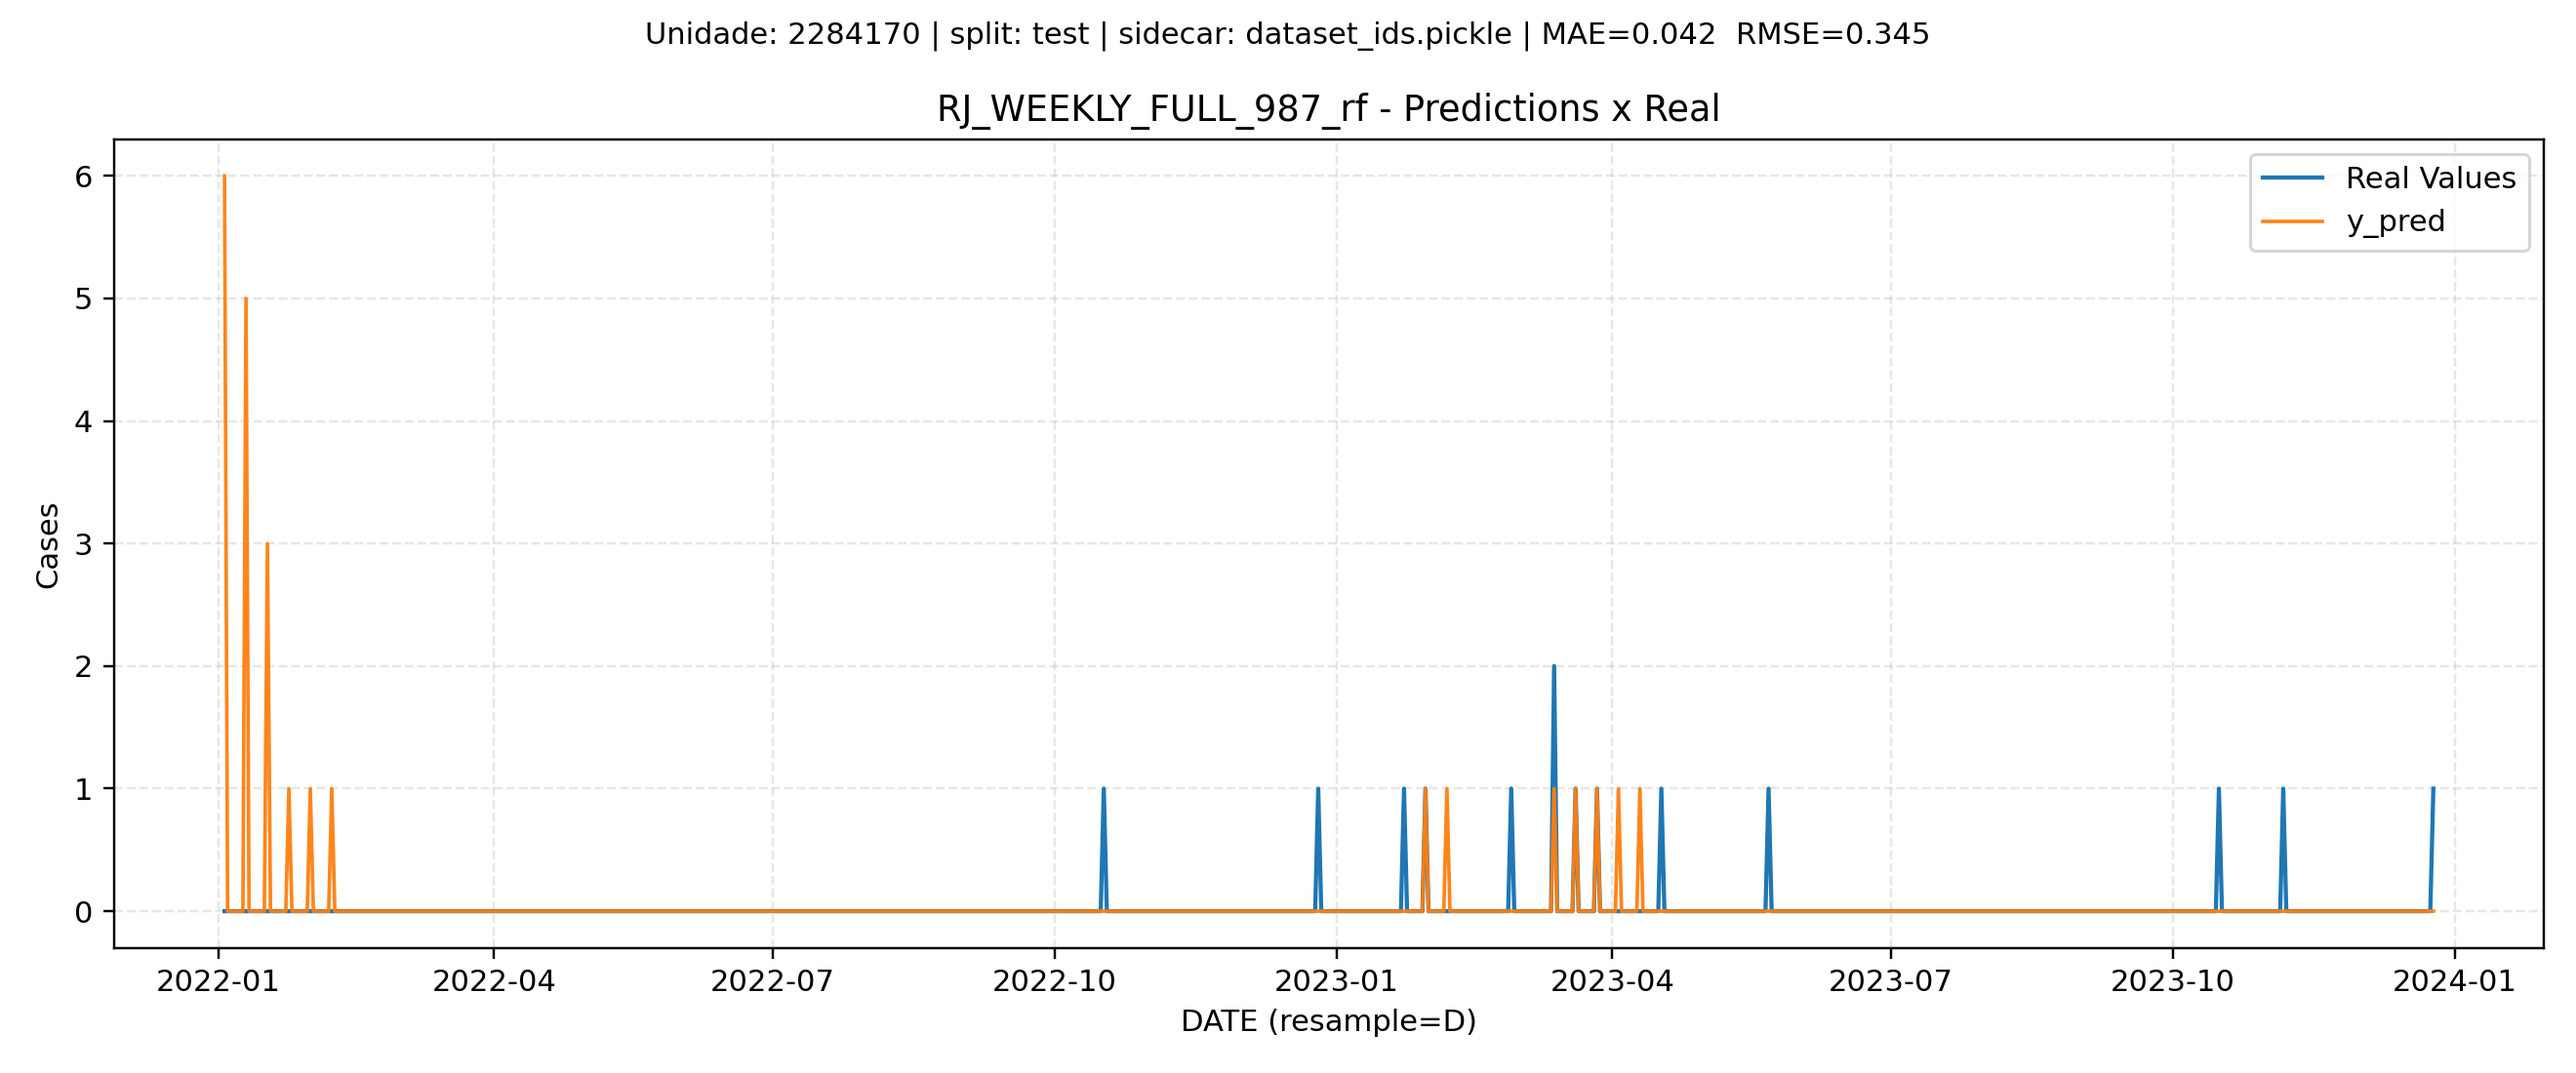 Unidade: 2284170 | split: test | sidecar: dataset_ids.pickle | MAE=0.042  RMSE=0.345
RJ_WEEKLY_FULL_987_rf - Predictions x Real
Real Values
y_pred
Cases
6
5
4
3
2
1
0
2022-01 2022-04 2022-07 2022-10 2023-01 2023-04 2023-07 2023-10 2024-01
DATE (resample=D)